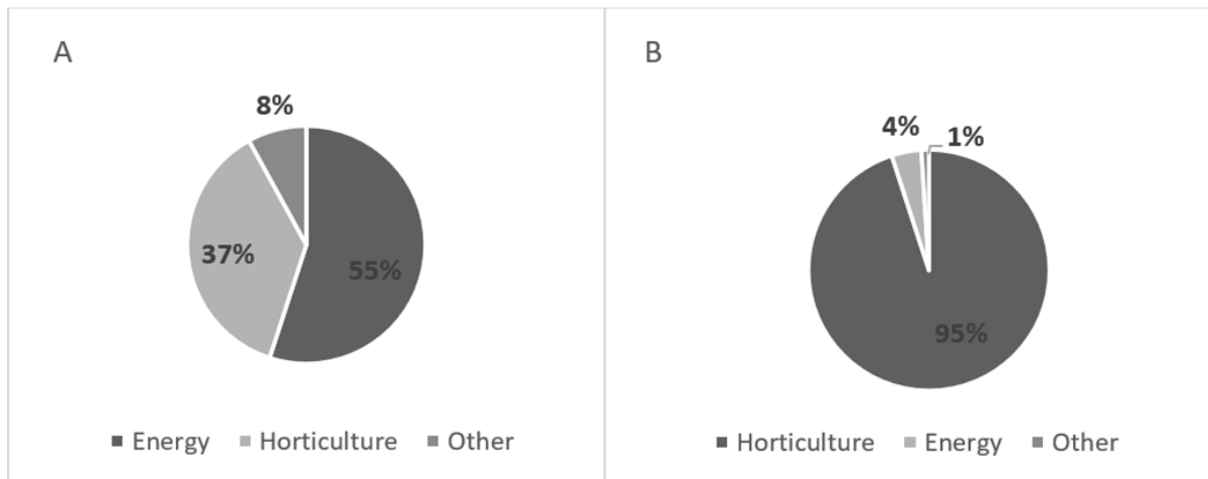 A
8%
37%
55%
Energy Horticulture Other
B
4%
1%
95%
Horticulture Energy Other